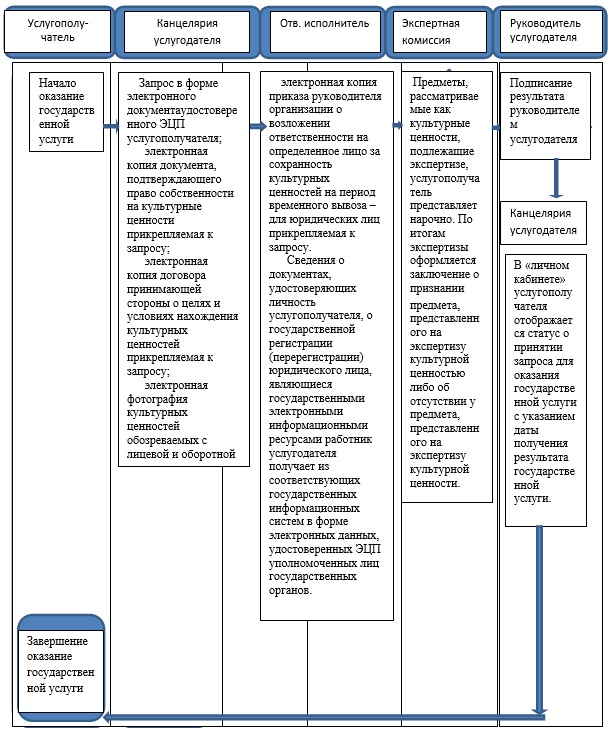 Услугополу-
чатель
Канцелярия
услугодателя
Отв. исполнитель
Экспертная
комиссия
Руководитель
услугодателя
Начало
оказание
государств
енной
услуги
Запрос в форме
электронного
документаудостове
ренного ЭЦП
услугополучателя;
электронная
копия документа,
подтверждающего
право собственности
на культурные
ценности
прикрепляемая к
запросу;
электронная
копия договора
принимающей
стороны о целях и
условиях нахождения
культурных
ценностей
прикрепляемая к
запросу;
электронная
фотография
культурных
ценностей
обозреваемых с
лицевой и оборотной
электронная копия
приказа руководителя
организации о
возложении
ответственности на
определенное лицо за
сохранность
культурных
ценностей на период
временного вывоза –
для юридических лиц
прикрепляемая к
запросу.
Сведения о
документах,
удостоверяющих
личность
услугополучателя, о
государственной
регистрации
(перерегистрации)
юридического лица,
являющиеся
государственными
электронными
информационными
ресурсами работник
услугодателя
получает из
соответствующих
государственных
информационных
систем в форме
электронных данных,
удостоверенных ЭЦП
уполномоченных лиц
государственных
органов.
Предметы,
рассматривае
мые как
культурные
ценности,
подлежащие
экспертизе,
услугополуча
тель
представляет
нарочно. По
итогам
экспертизы
оформляется
заключение о
признании
предмета,
представленн
ого на
экспертизу
культурной
ценностью
либо об
отсутствии у
предмета,
представленн
ого на
экспертизу
культурной
ценности.
Подписание
результата
руководителе
м
услугодателя
Канцелярия
услугодателя
В «личном
кабинете»
услугополу
чателя
отображает
ся статус о
принятии
запроса для
оказания
государстве
нной услуги
с указанием
даты
получения
результата
государстве
нной
услуги.
Завершение
оказание
государствен
ной услуги